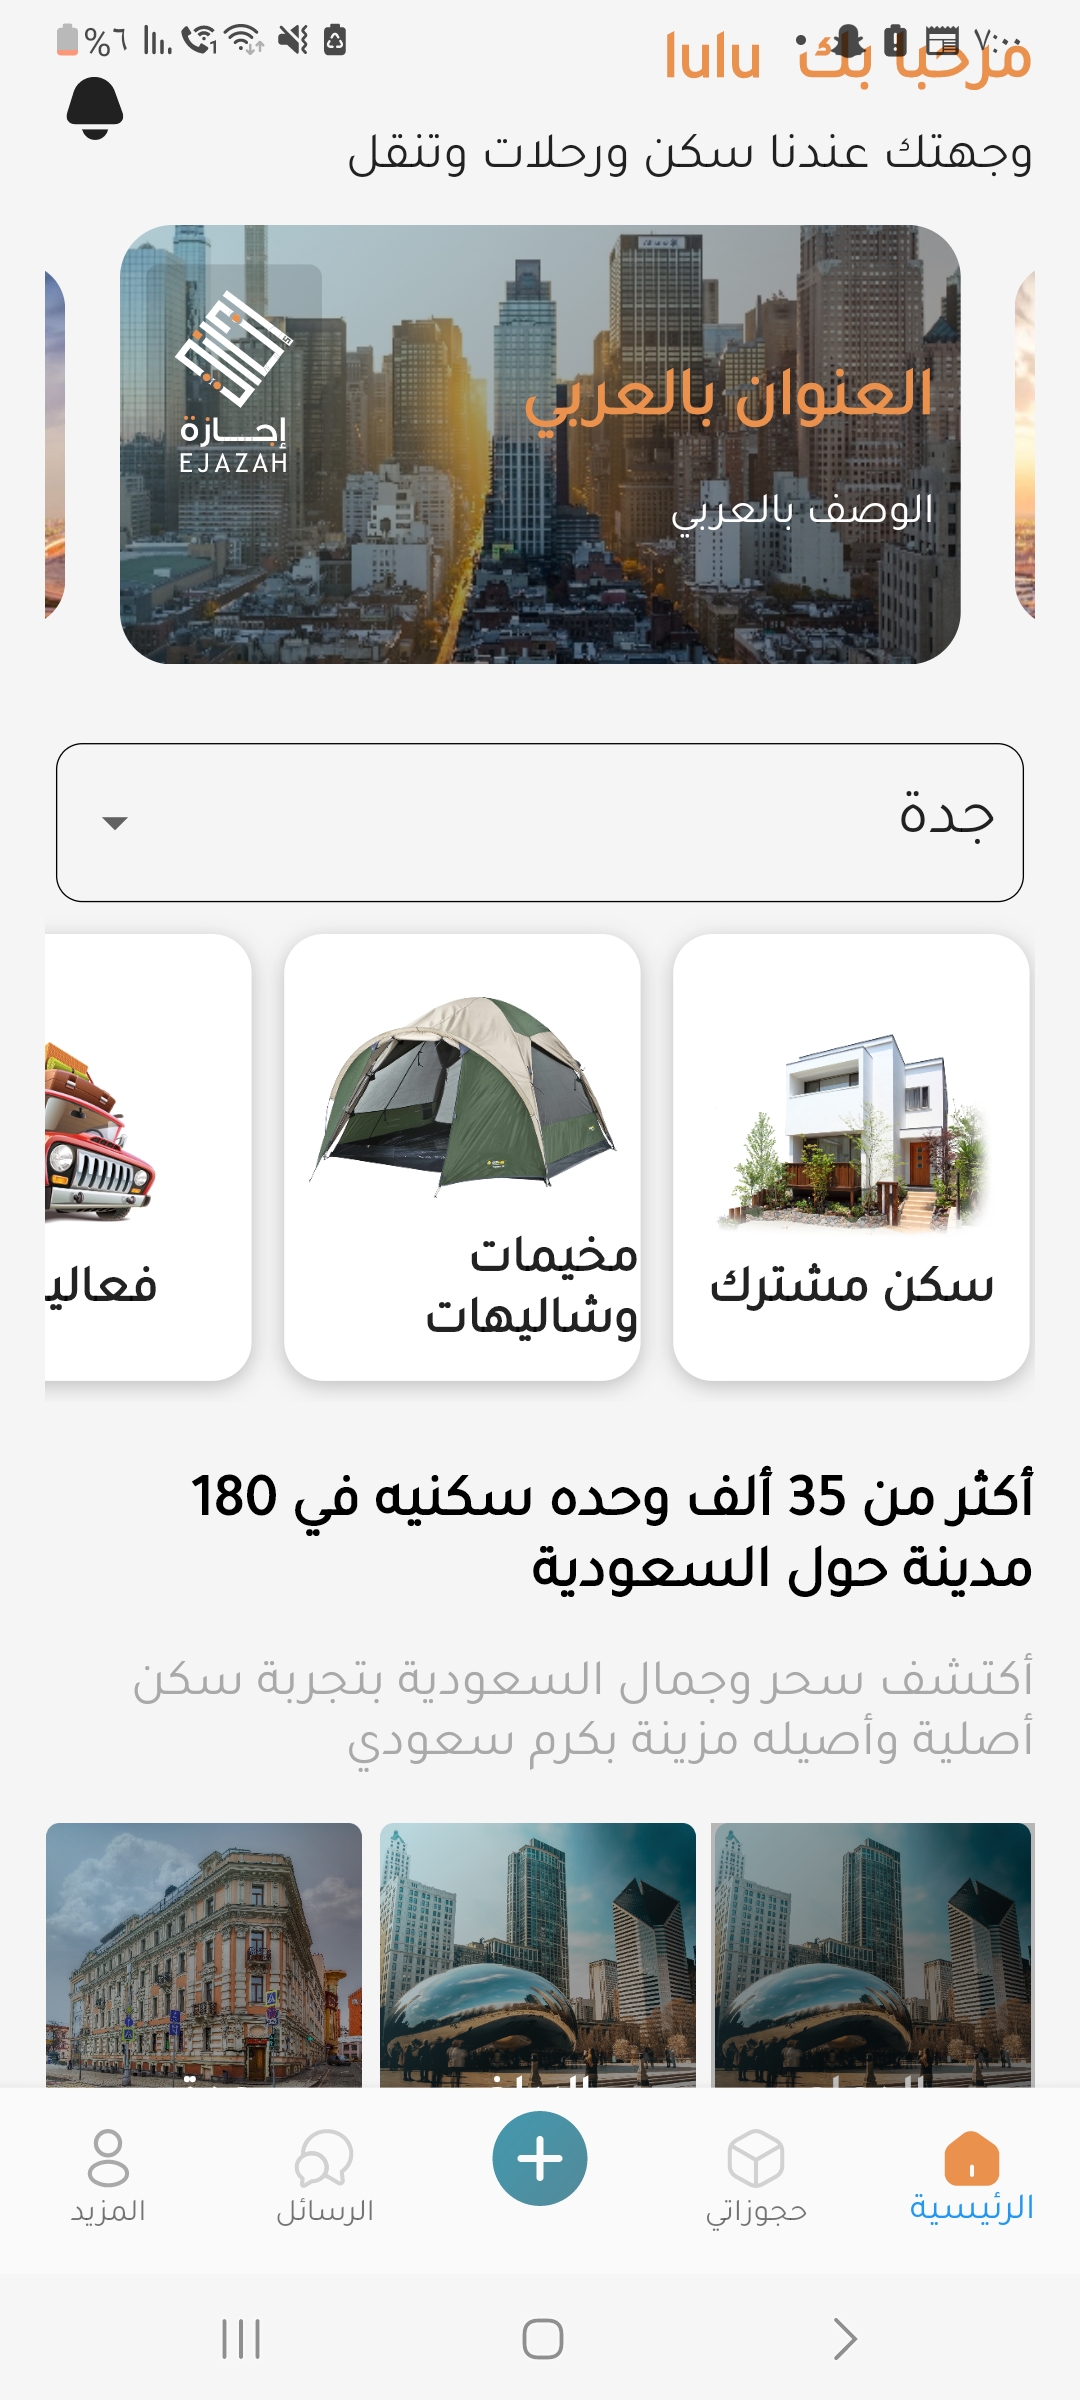 ٧:٠٠
%٦
مرحبا بك lulu
وجهتك عندنا سكن ورحلات وتنقل
إجازة
EJAZAH
العنوان بالعربي
الوصف بالعربي
جدة
سكن مشترك
مخيمات
وشاليهات
فعالي
أكثر من 35 ألف وحده سكنيه في 180
مدينة حول السعودية
أكتشف سحر وجمال السعودية بتجربة سكن
أصلية وأصيله مزينة بكرم سعودي
الرئيسية
حجوزاتي
الرسائل
المزيد